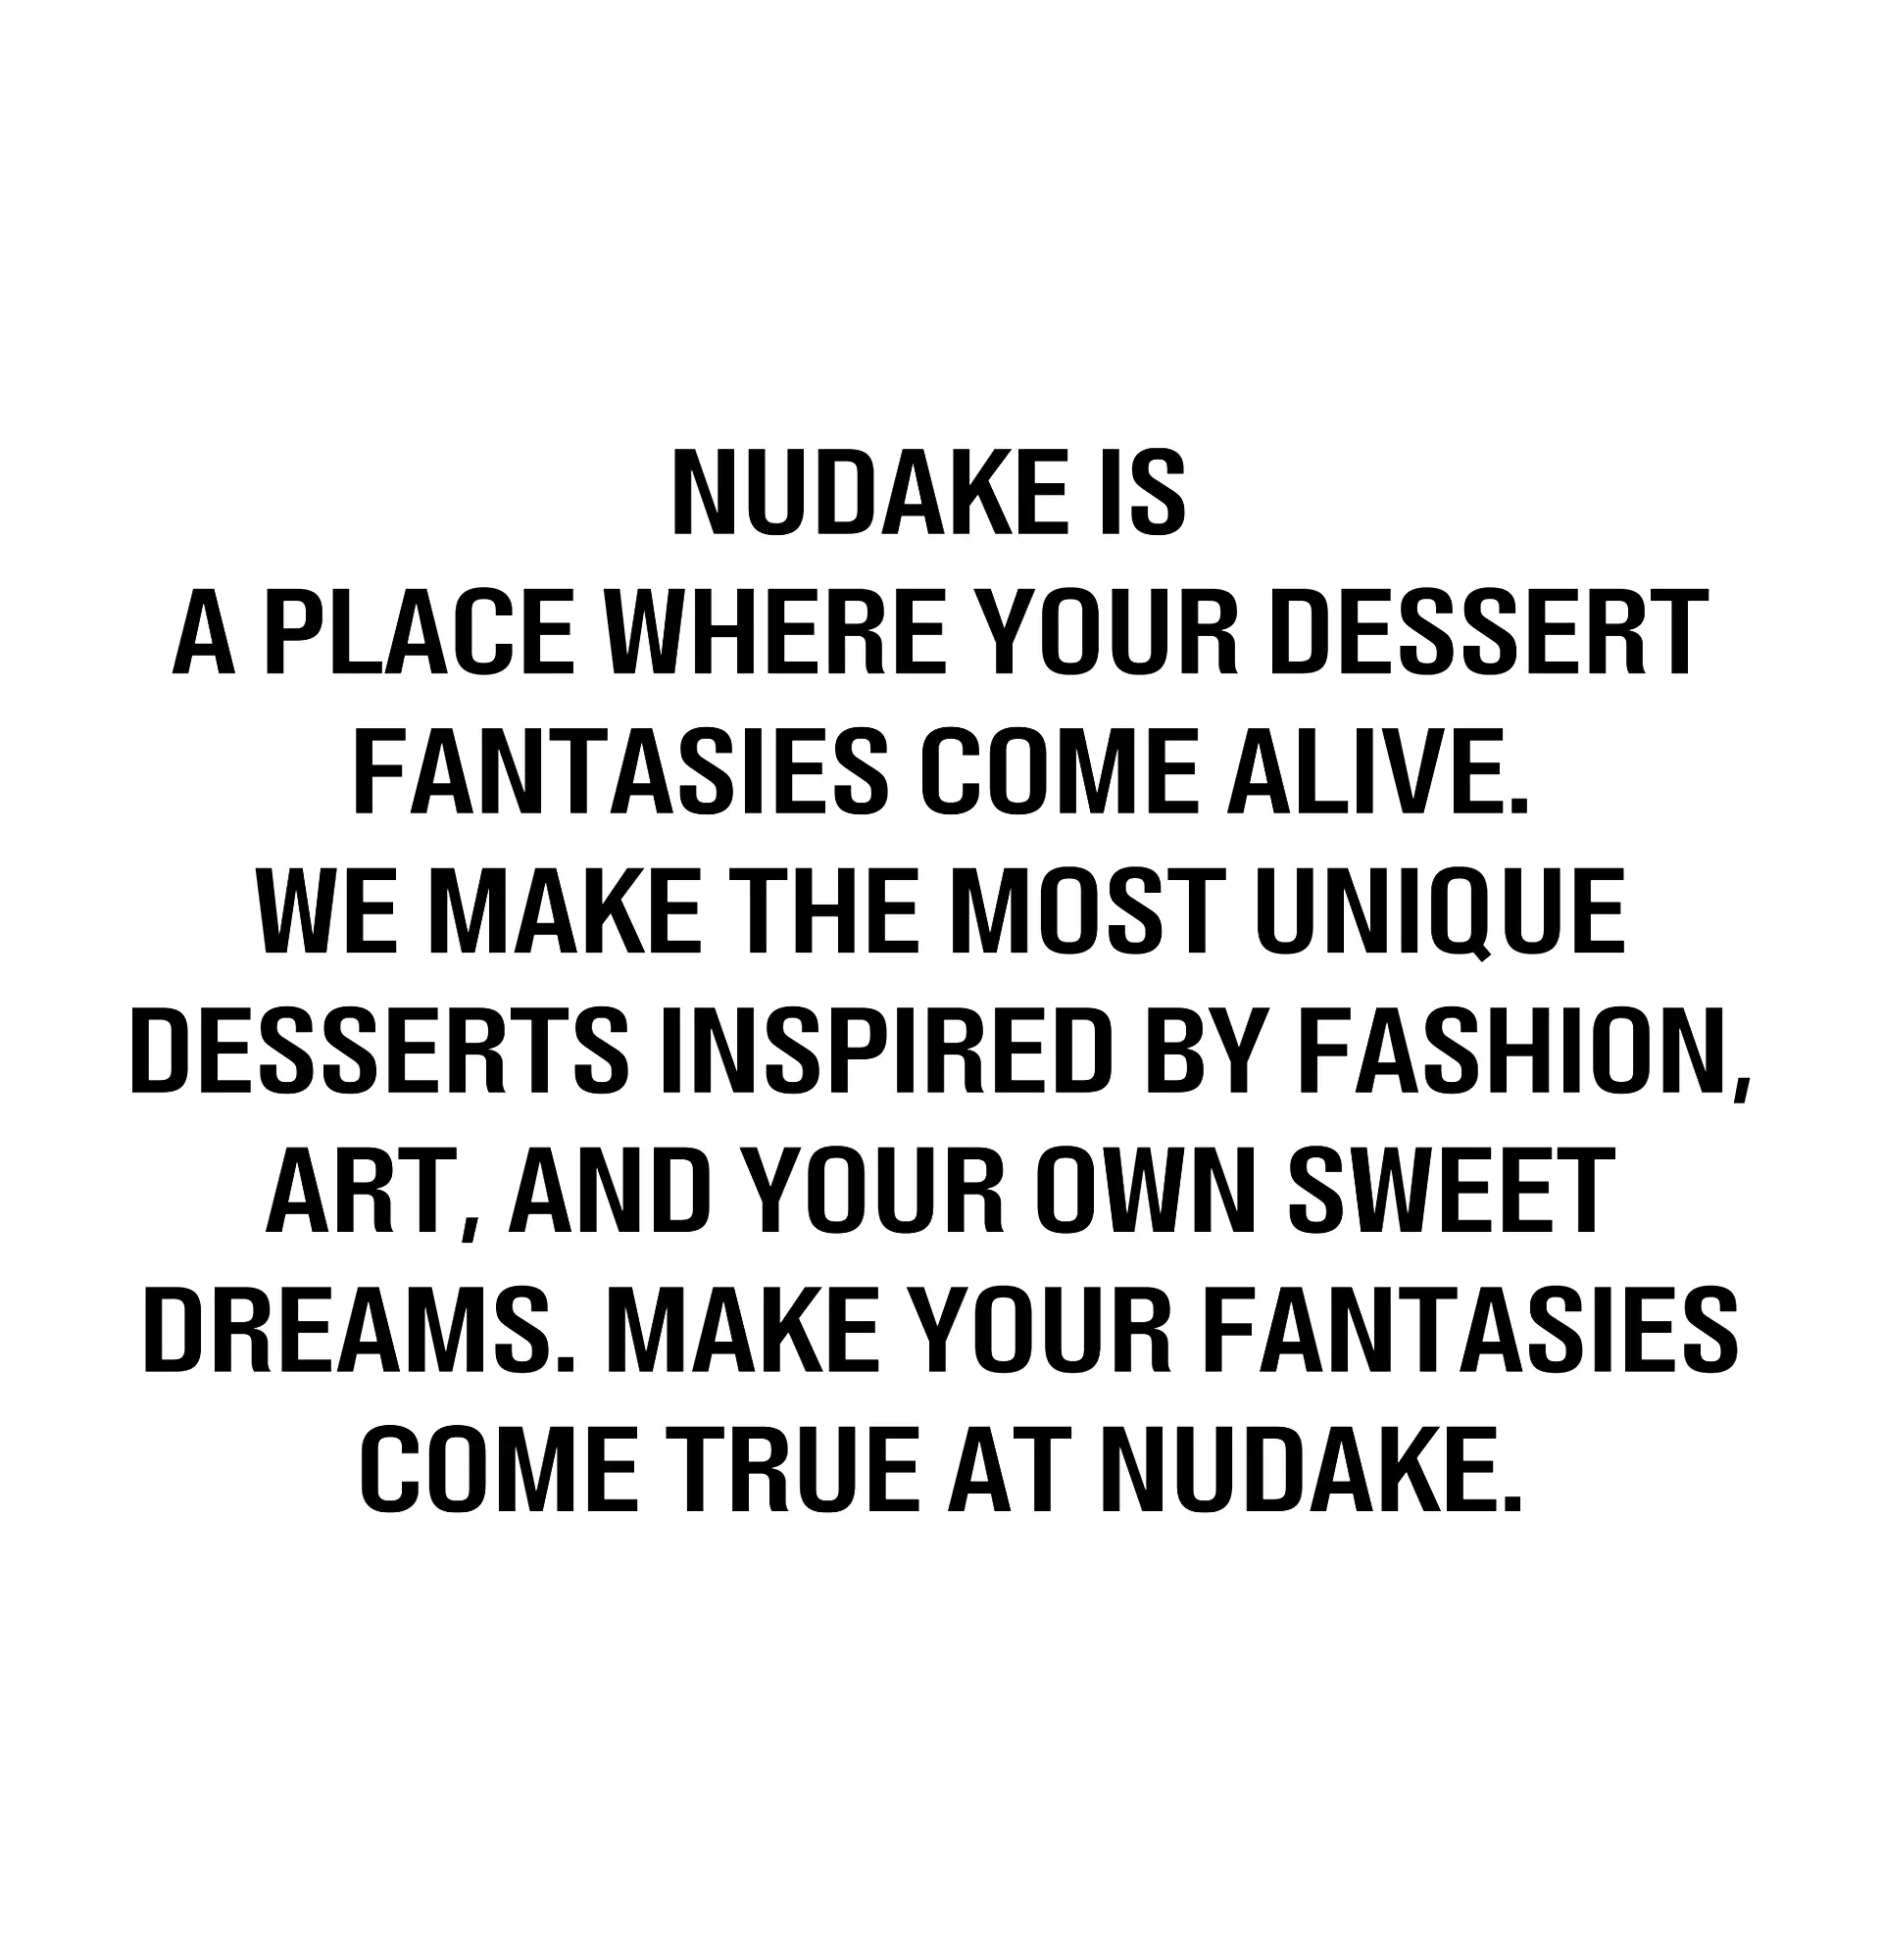 NUDAKE IS
A PLACE WHERE YOUR DESSERT
FANTASIES COME ALIVE.
WE MAKE THE MOST UNIQUE
DESSERTS INSPIRED BY FASHION,
ART, AND YOUR OWN SWEET
DREAMS. MAKE YOUR FANTASIES
COME TRUE AT NUDAKE.